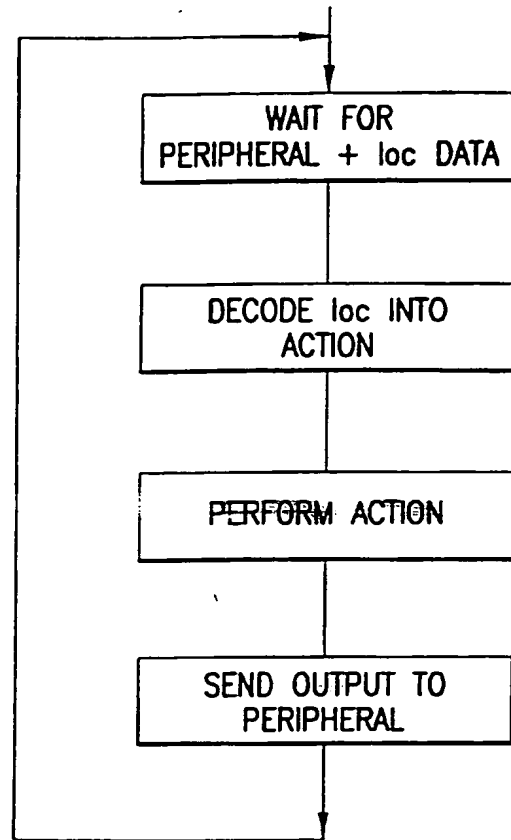 WAIT FOR
PERIPHERAL + loc DATA
DECODE loc INTO
ACTION
PERFORM ACTION
SEND OUTPUT TO
PERIPHERAL